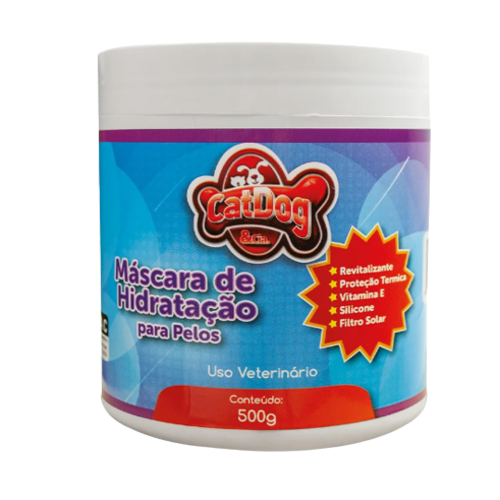 CatDog
& Cia.
Máscara de
Hidratação
para Pelos
Revitalizante
Proteção Termica
Vitamina E
Silicone
Filtro Solar
Uso Veterinário
Conteúdo:
500g